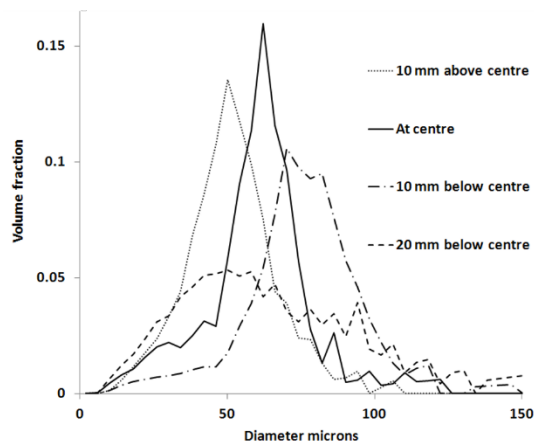 0.15
0.1
0.05
0
Volume fraction
0
50
100
150
Diameter microns
10 mm above centre
At centre
10 mm below centre
20 mm below centre